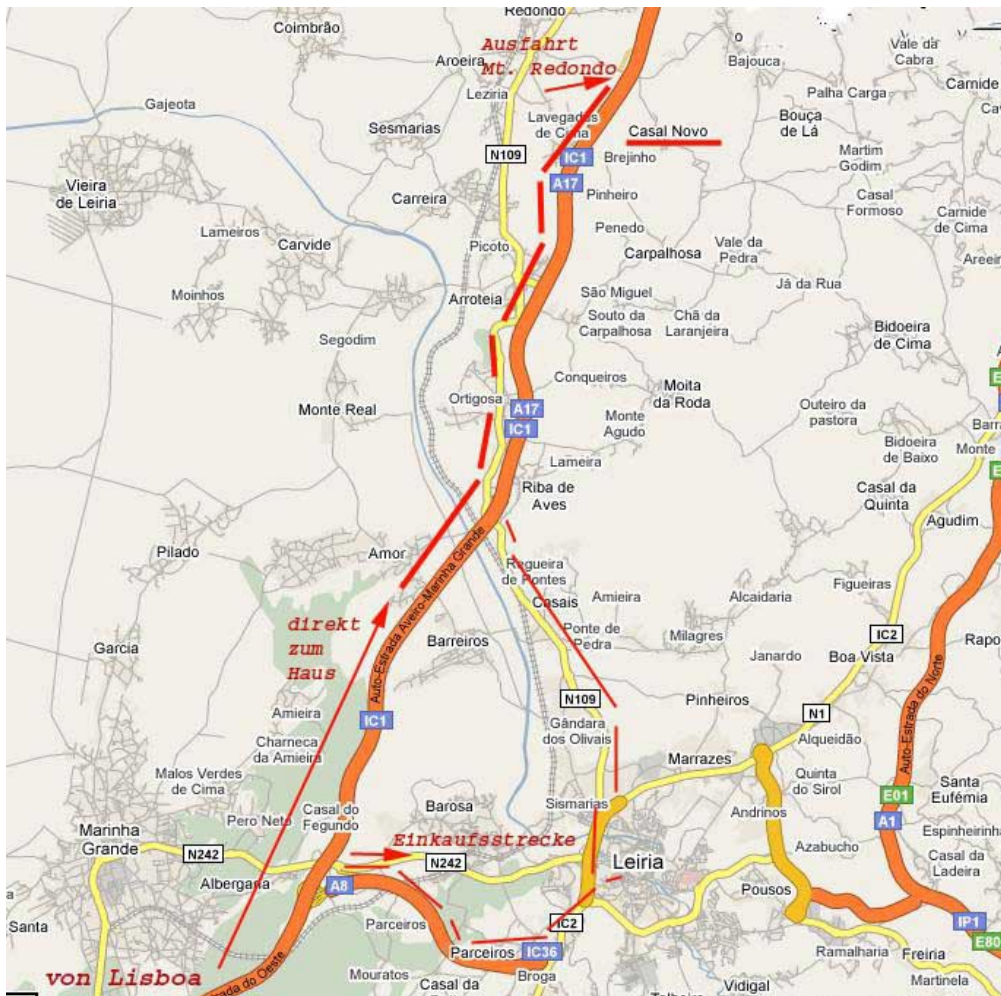 Redondo
Coimbrão
Ausfahrt
Mt. Redondo
Aroeira
Leziria
Bajouca
Vale da
Cabra
Carnide
de Cima
Palha Carga
Gajeota
Sesmarias
Lavegadas
de Cima
Casal Novo
Bouça
de Lá
N109
IC1
Brejinho
Martim
Godim
A17
Vieira
de Leiria
Carreira
Pinheiro
Casal
Formoso
Carnide
de Cima
Lameiros
Carvide
Picoto
Penedo
Carpalhosa
Vale da
Pedra
Moinhos
Arroteia
São Miguel
Já da Rua
Souto da
Carpalhosa
Chã da
Laranjeira
Bidoeira
de Cima
Segodim
Conqueiros
Moita
da Roda
Ortigosa
Monte Real
A17
IC1
Monte
Agudo
Outeiro da
pastora
Bidoeira
de Baixo
Monte
Lameira
Riba de
Aves
Casal da
Quinta
Agudim
Pilado
Amor
Regueira
de Pontes
Figueiras
Casais
Amieira
Alcaidaria
direkt
zum
Haus
Auto-Estrada Aveiro-Marinha Grande
Garcia
Barreiros
Ponte de
Pedra
Milagres
IC2
Janardo
Boa Vista
Amieira
Pinheiros
N109
IC1
Gândara
dos Olivais
N1
Charneca
da Amieira
Marrazes
Alqueidão
Auto-Estrada do Norte
Malos Verdes
de Cima
Quinta
do Sirol
Santa
Eufémia
Casal do
Fegundo
Barosa
Sismarias
E01
Pero Neto
Andrinos
A1
Marinha
Grande
Einkaufsstrecke
N242
N242
Leiria
Azabucho
Casal da
Ladeira
Albergaria
A8
Pousos
Santa
Parceiros
IC2
IP1
Parceiros
IC36
E80
Ramalharia
Freiria
von Lisboa
Mouratos
Broga
Martinela
Casal da
Vidigal